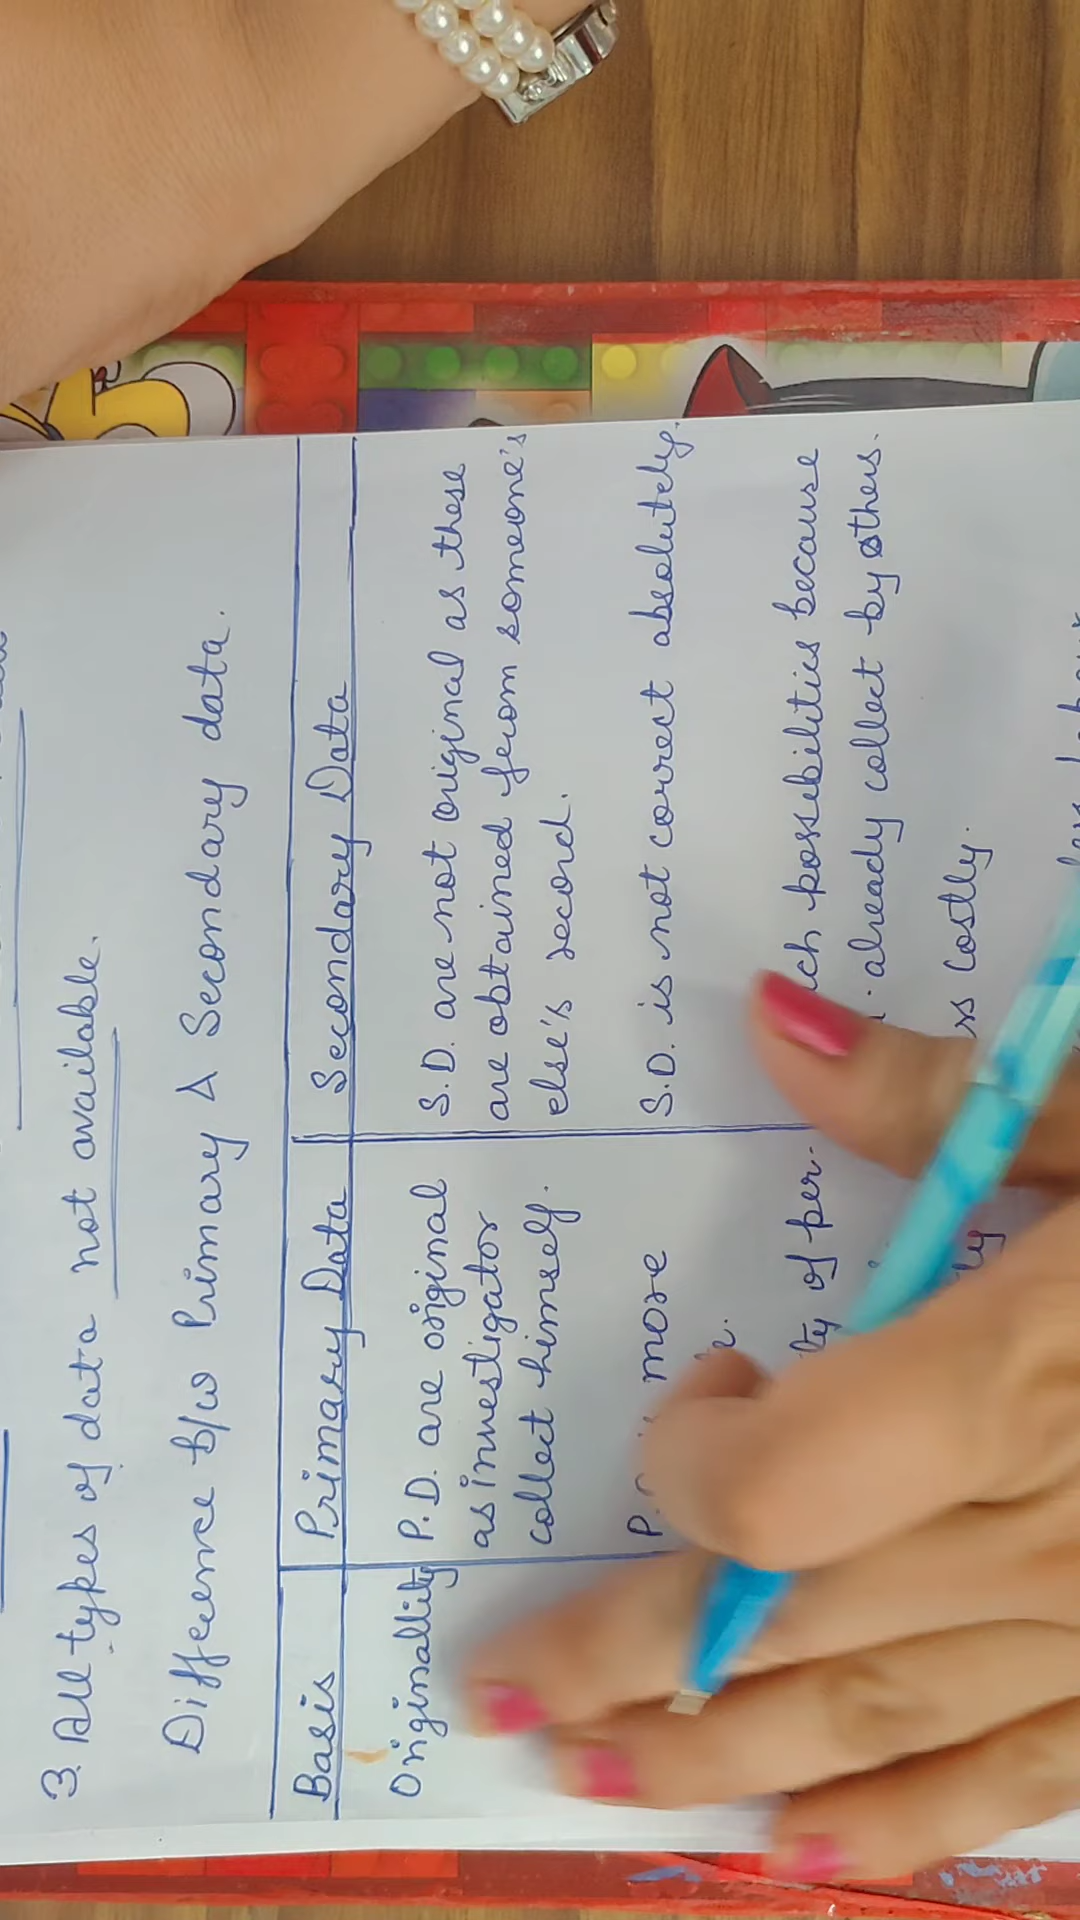 3. All types of data not available.
Difference b/w Primary & Secondary data.
Basis Primary Data Secondary Data
Originallity P.D. are original S.D. are not original as these
as investigator are obtained from someone's
collect himself. else's record.
more S.D. is not correct absolutely.
of per- possibilities because
already collect by others.
costly.